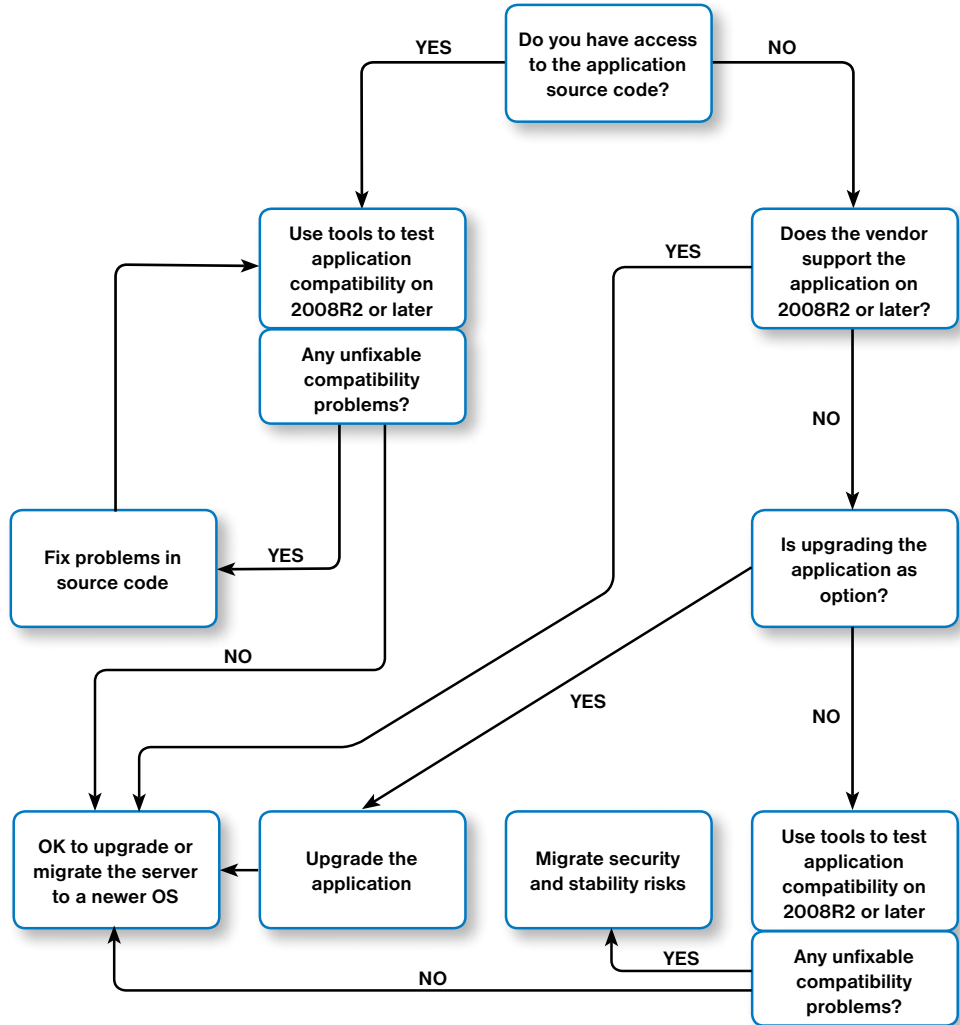 YES
Do you have access
to the application
source code?
NO
Use tools to test
application
compatibility on
2008R2 or later
YES
Does the vendor
support the
application on
2008R2 or later?
Any unfixable
compatibility
problems?
NO
Fix problems in
source code
YES
Is upgrading the
application as
option?
NO
YES
NO
OK to upgrade or
migrate the server
to a newer OS
Upgrade the
application
Migrate security
and stability risks
Use tools to test
application
compatibility on
2008R2 or later
YES
NO
Any unfixable
compatibility
problems?